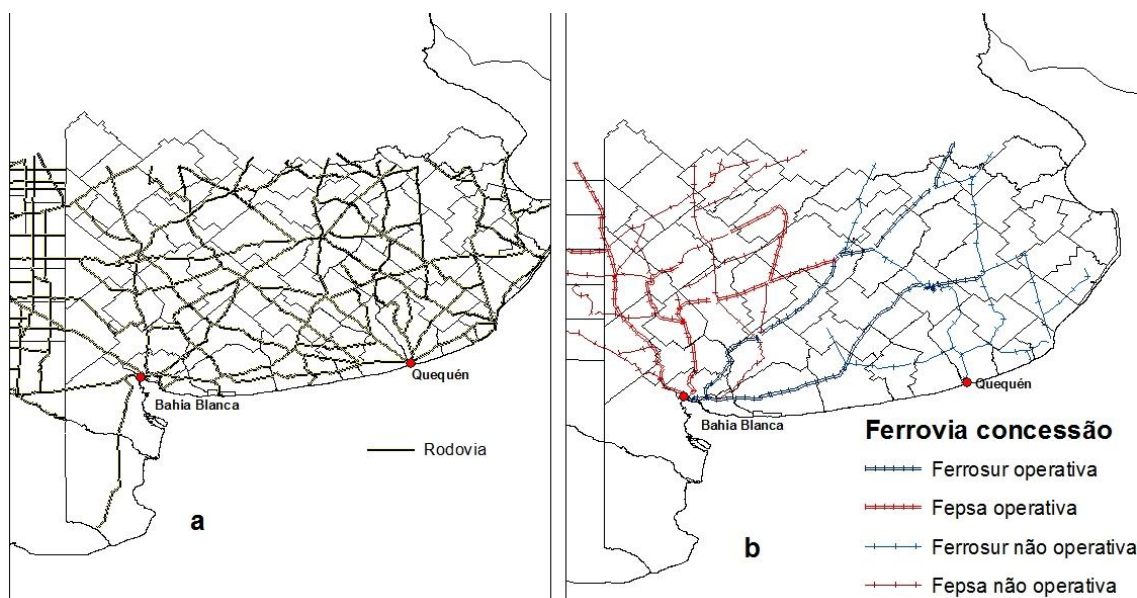 Quequén
Bahia Blanca
Rodovia
a
Quequén
Bahia Blanca
Ferrovia concessão
Ferrosur operativa
Fepsa operativa
b
Ferrosur não operativa
Fepsa não operativa